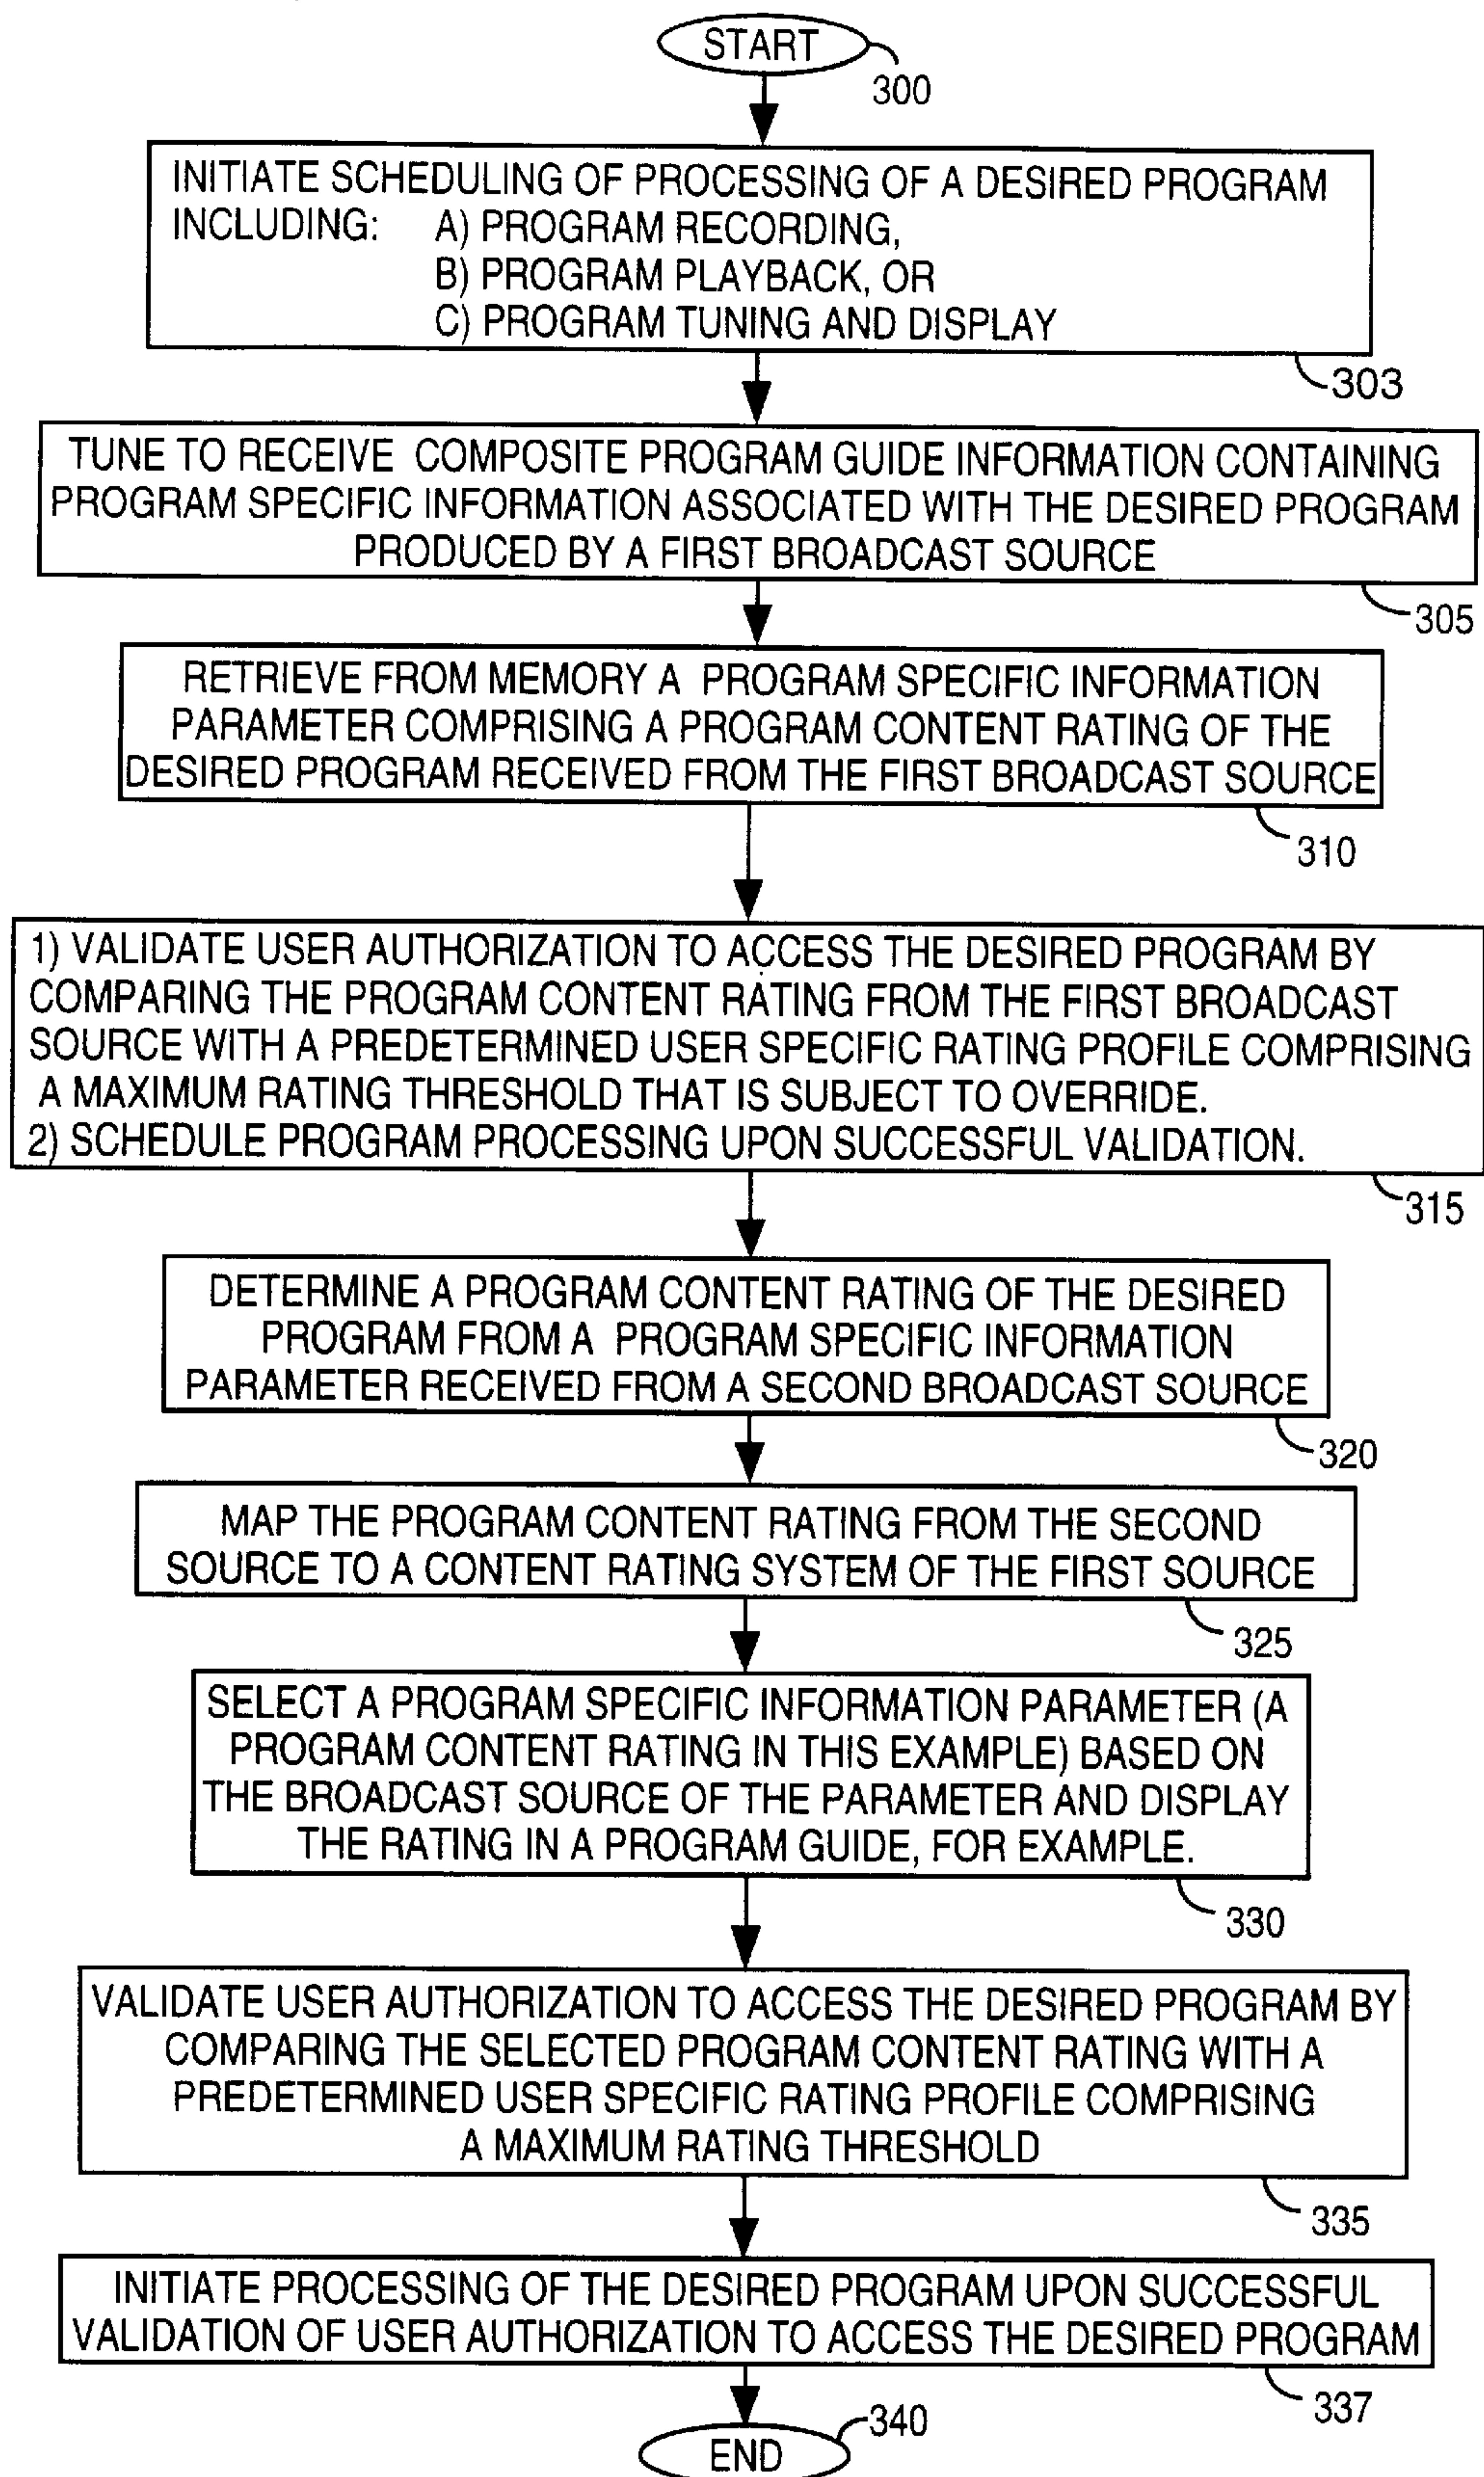 START
300
INITIATE SCHEDULING OF PROCESSING OF A DESIRED PROGRAM
INCLUDING: A) PROGRAM RECORDING,
B) PROGRAM PLAYBACK, OR
C) PROGRAM TUNING AND DISPLAY
303
TUNE TO RECEIVE COMPOSITE PROGRAM GUIDE INFORMATION CONTAINING
PROGRAM SPECIFIC INFORMATION ASSOCIATED WITH THE DESIRED PROGRAM
PRODUCED BY A FIRST BROADCAST SOURCE
305
RETRIEVE FROM MEMORY A PROGRAM SPECIFIC INFORMATION
PARAMETER COMPRISING A PROGRAM CONTENT RATING OF THE
DESIRED PROGRAM RECEIVED FROM THE FIRST BROADCAST SOURCE
310
1) VALIDATE USER AUTHORIZATION TO ACCESS THE DESIRED PROGRAM BY
COMPARING THE PROGRAM CONTENT RATING FROM THE FIRST BROADCAST
SOURCE WITH A PREDETERMINED USER SPECIFIC RATING PROFILE COMPRISING
A MAXIMUM RATING THRESHOLD THAT IS SUBJECT TO OVERRIDE.
2) SCHEDULE PROGRAM PROCESSING UPON SUCCESSFUL VALIDATION.
315
DETERMINE A PROGRAM CONTENT RATING OF THE DESIRED
PROGRAM FROM A PROGRAM SPECIFIC INFORMATION
PARAMETER RECEIVED FROM A SECOND BROADCAST SOURCE
320
MAP THE PROGRAM CONTENT RATING FROM THE SECOND
SOURCE TO A CONTENT RATING SYSTEM OF THE FIRST SOURCE
325
SELECT A PROGRAM SPECIFIC INFORMATION PARAMETER (A
PROGRAM CONTENT RATING IN THIS EXAMPLE) BASED ON
THE BROADCAST SOURCE OF THE PARAMETER AND DISPLAY
THE RATING IN A PROGRAM GUIDE, FOR EXAMPLE.
330
VALIDATE USER AUTHORIZATION TO ACCESS THE DESIRED PROGRAM BY
COMPARING THE SELECTED PROGRAM CONTENT RATING WITH A
PREDETERMINED USER SPECIFIC RATING PROFILE COMPRISING
A MAXIMUM RATING THRESHOLD
335
INITIATE PROCESSING OF THE DESIRED PROGRAM UPON SUCCESSFUL
VALIDATION OF USER AUTHORIZATION TO ACCESS THE DESIRED PROGRAM
337
340
END